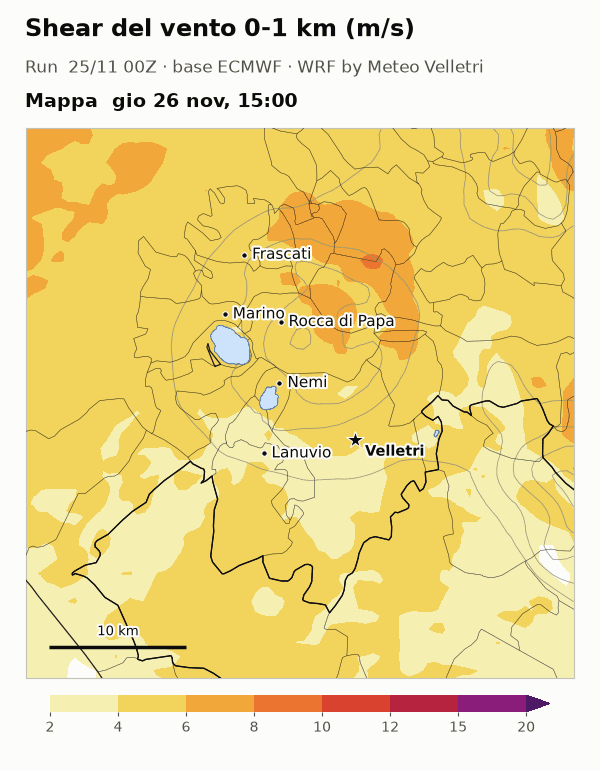 Shear del vento 0-1 km (m/s)
Run  25/11 00Z · base ECMWF · WRF by Meteo Velletri
Mappa  gio 26 nov, 15:00
Frascati
Marino
Rocca di Papa
Nemi
Velletri
Lanuvio
10 km
2 4 6 8 10 12 15 20